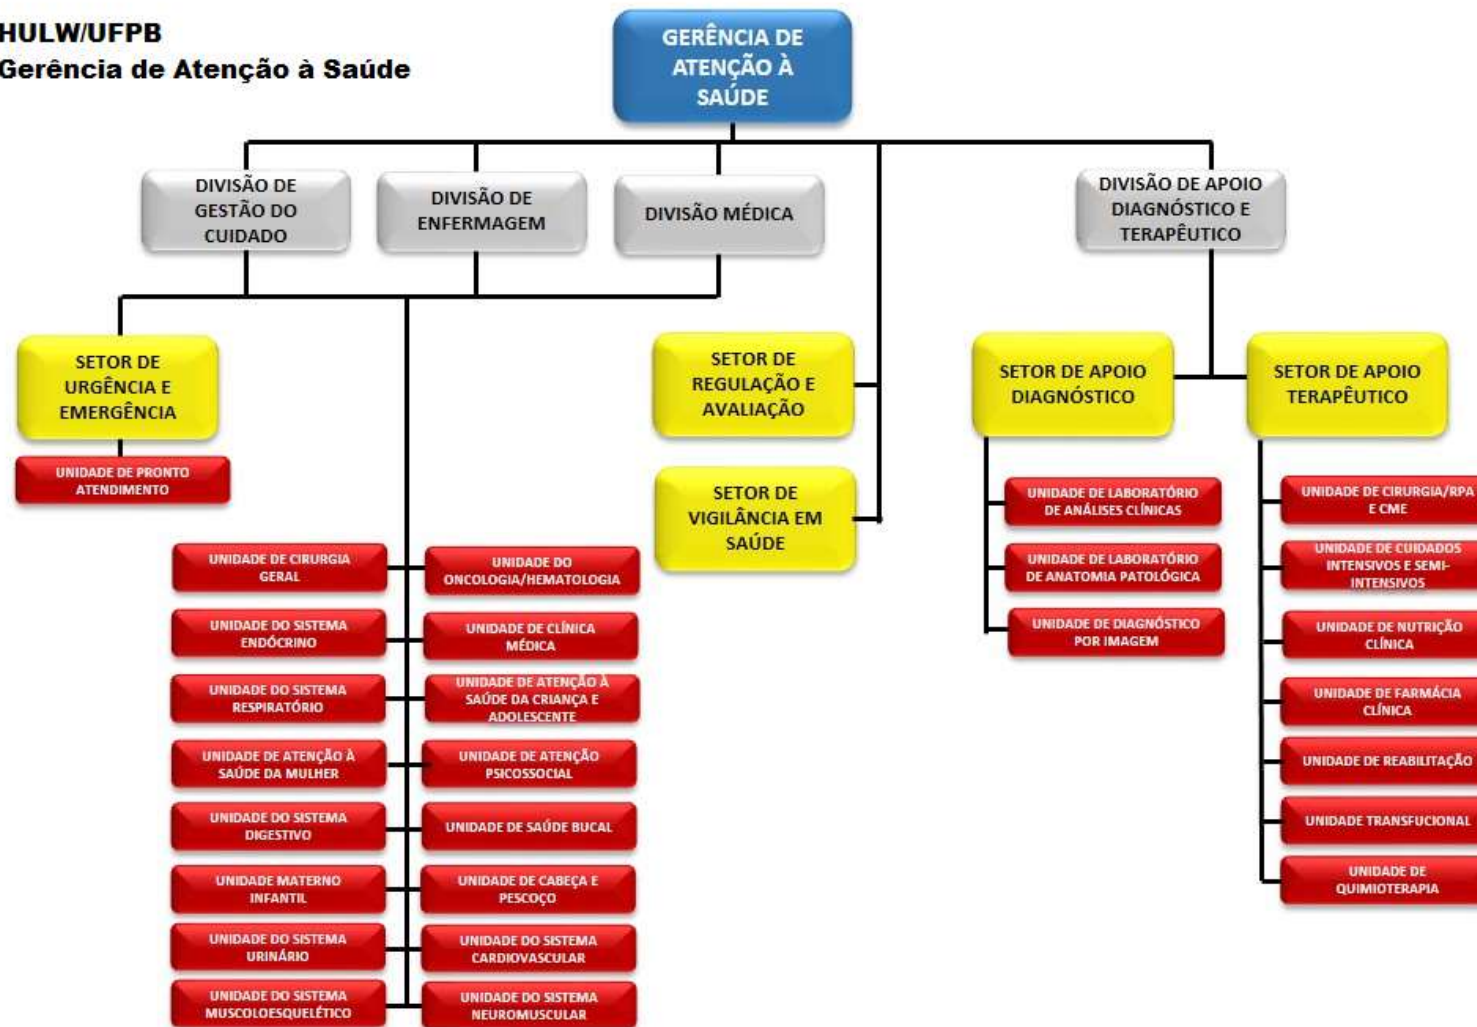 HULW/UFPB
Gerência de Atenção à Saúde
GERÊNCIA DE
ATENÇÃO À
SAÚDE
DIVISÃO DE
GESTÃO DO
CUIDADO
DIVISÃO DE
ENFERMAGEM
DIVISÃO MÉDICA
DIVISÃO DE APOIO
DIAGNÓSTICO E
TERAPÊUTICO
SETOR DE
URGÊNCIA E
EMERGÊNCIA
UNIDADE DE PRONTO
ATENDIMENTO
SETOR DE
REGULAÇÃO E
AVALIAÇÃO
SETOR DE
VIGILÂNCIA EM
SAÚDE
SETOR DE APOIO
DIAGNÓSTICO
SETOR DE APOIO
TERAPÊUTICO
UNIDADE DE CIRURGIA
GERAL
UNIDADE DO
ONCOLOGIA/HEMATOLOGIA
UNIDADE DO SISTEMA
ENDÓCRINO
UNIDADE DE CLÍNICA
MÉDICA
UNIDADE DO SISTEMA
RESPIRATÓRIO
UNIDADE DE ATENÇÃO À
SAÚDE DA CRIANÇA E
ADOLESCENTE
UNIDADE DE ATENÇÃO À
SAÚDE DA MULHER
UNIDADE DE ATENÇÃO
PSICOSSOCIAL
UNIDADE DO SISTEMA
DIGESTIVO
UNIDADE DE SAÚDE BUCAL
UNIDADE MATERNO
INFANTIL
UNIDADE DE CABEÇA E
PESCOÇO
UNIDADE DO SISTEMA
URINÁRIO
UNIDADE DO SISTEMA
CARDIOVASCULAR
UNIDADE DO SISTEMA
MUSCOLOESQUELÉTICO
UNIDADE DO SISTEMA
NEUROMUSCULAR
UNIDADE DE LABORATÓRIO
DE ANÁLISES CLÍNICAS
UNIDADE DE LABORATÓRIO
DE ANATOMIA PATOLÓGICA
UNIDADE DE DIAGNÓSTICO
POR IMAGEM
UNIDADE DE CIRURGIA/RPA
E CME
UNIDADE DE CUIDADOS
INTENSIVOS E SEMI-
INTENSIVOS
UNIDADE DE NUTRIÇÃO
CLÍNICA
UNIDADE DE FARMÁCIA
CLÍNICA
UNIDADE DE REABILITAÇÃO
UNIDADE TRANSFUCIONAL
UNIDADE DE
QUIMIOTERAPIA